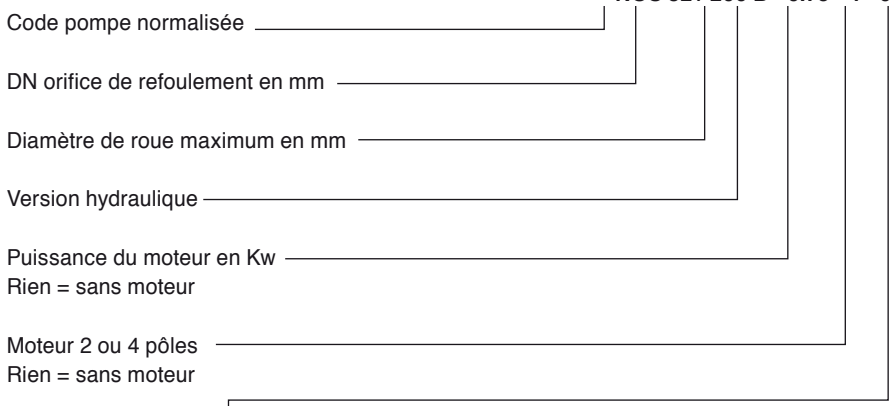 Code pompe normalisée
DN orifice de refoulement en mm
Diamètre de roue maximum en mm
Version hydraulique
Puissance du moteur en Kw
Rien = sans moteur
Moteur 2 ou 4 pôles
Rien = sans moteur